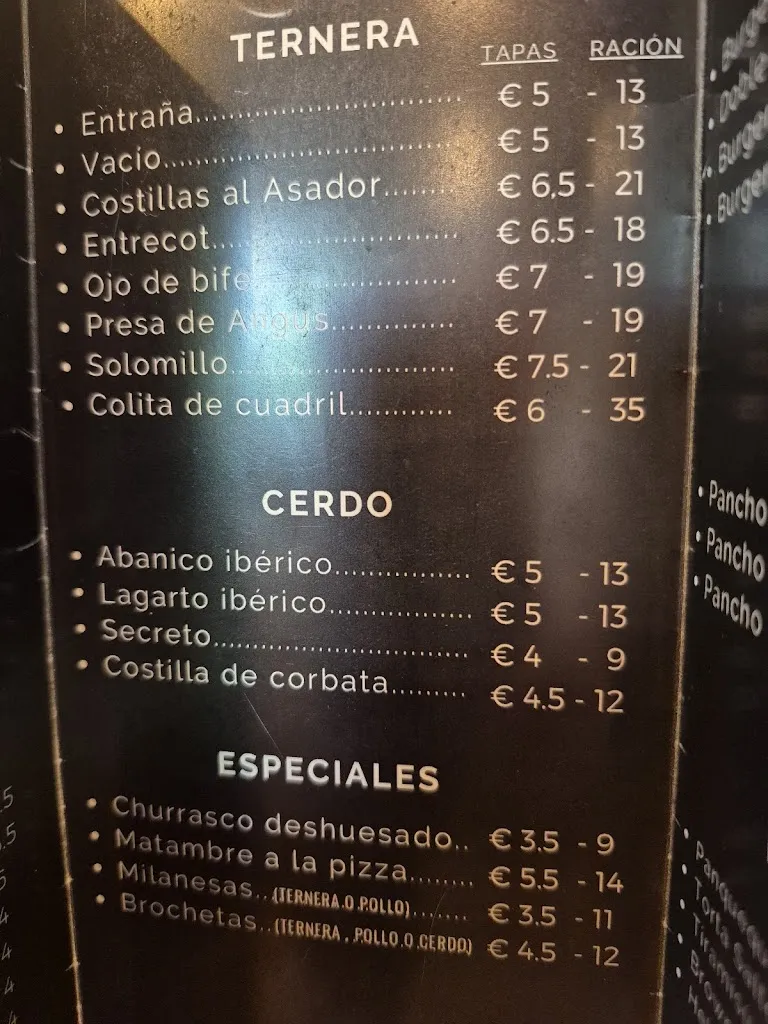 TERNERA
TAPAS RACIÓN
• Entraña................................ € 5 - 13
• Vacío................................... € 5 - 13
• Costillas al Asador........ € 6,5 - 21
• Entrecot............................ € 6.5 - 18
• Ojo de bife........................ € 7 - 19
• Presa de Angus.............. € 7 - 19
• Solomillo.......................... € 7.5 - 21
• Colita de cuadril............ € 6 - 35
CERDO
• Abanico ibérico............... € 5 - 13
• Lagarto ibérico................ € 5 - 13
• Secreto............................. € 4 - 9
• Costilla de corbata......... € 4.5 - 12
ESPECIALES
• Churrasco deshuesado.. € 3.5 - 9
• Matambre a la pizza........ € 5.5 - 14
• Milanesas..(TERNERA.O.POLLO)....... € 3.5 - 11
• Brochetas..(TERNERA , POLLO.O.CERDO) € 4.5 - 12
• Doble
• Burger
• Burger
• Pancho
• Pancho
• Pancho